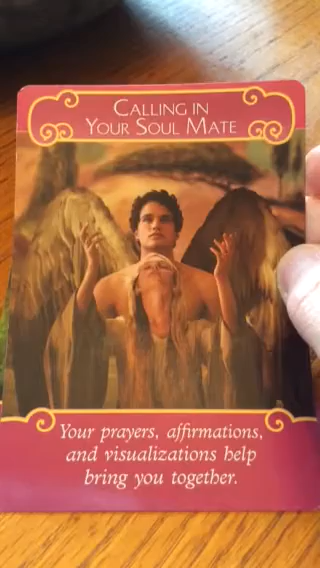 Calling in
Your Soul Mate
Your prayers, affirmations,
and visualizations help
bring you together.